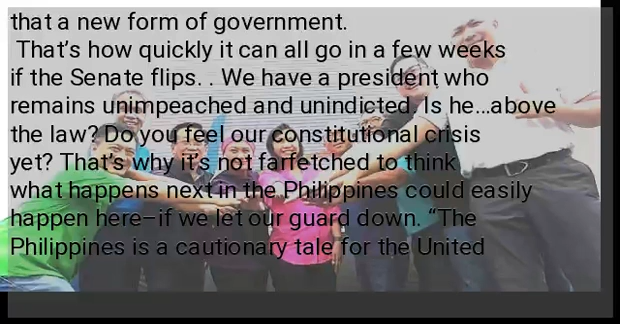 that a new form of government.
That's how quickly it can all go in a few weeks
if the Senate flips. . We have a president who
remains unimpeached and unindicted. Is he...above
the law? Do you feel our constitutional crisis
yet? That's why it's not farfetched to think
what happens next in the Philippines could easily
happen here–if we let our guard down. “The
Philippines is a cautionary tale for the United